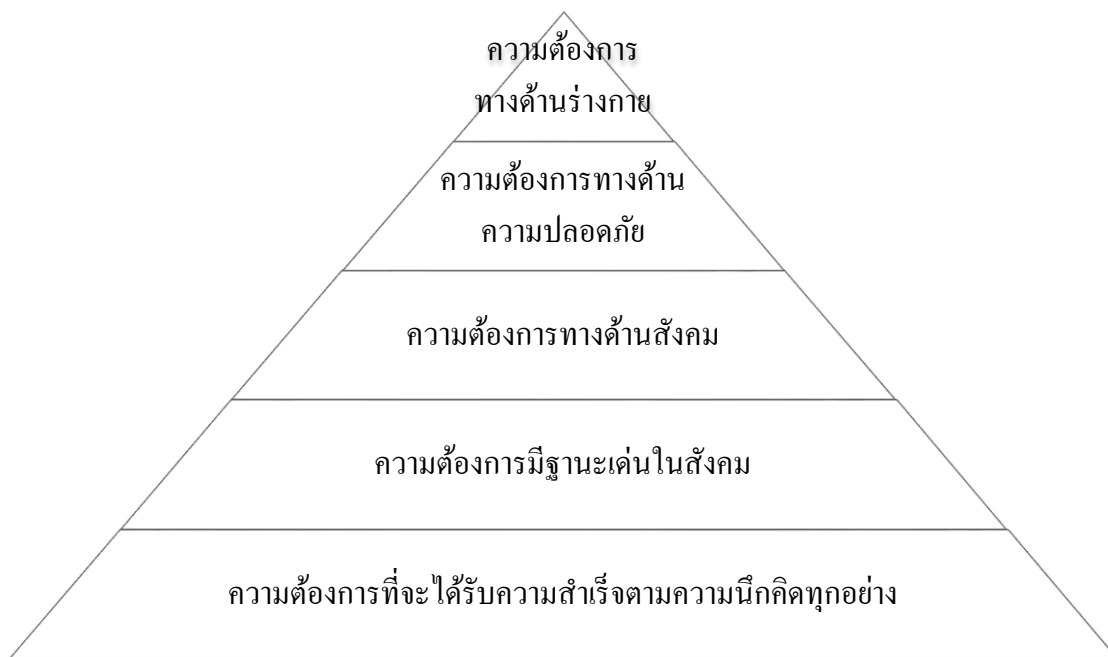 ความต้องการ
ทางด้านร่างกาย
ความต้องการทางด้าน
ความปลอดภัย
ความต้องการทางด้านสังคม
ความต้องการมีฐานะเด่นในสังคม
ความต้องการที่จะได้รับความสำเร็จตามความนึกคิดทุกอย่าง